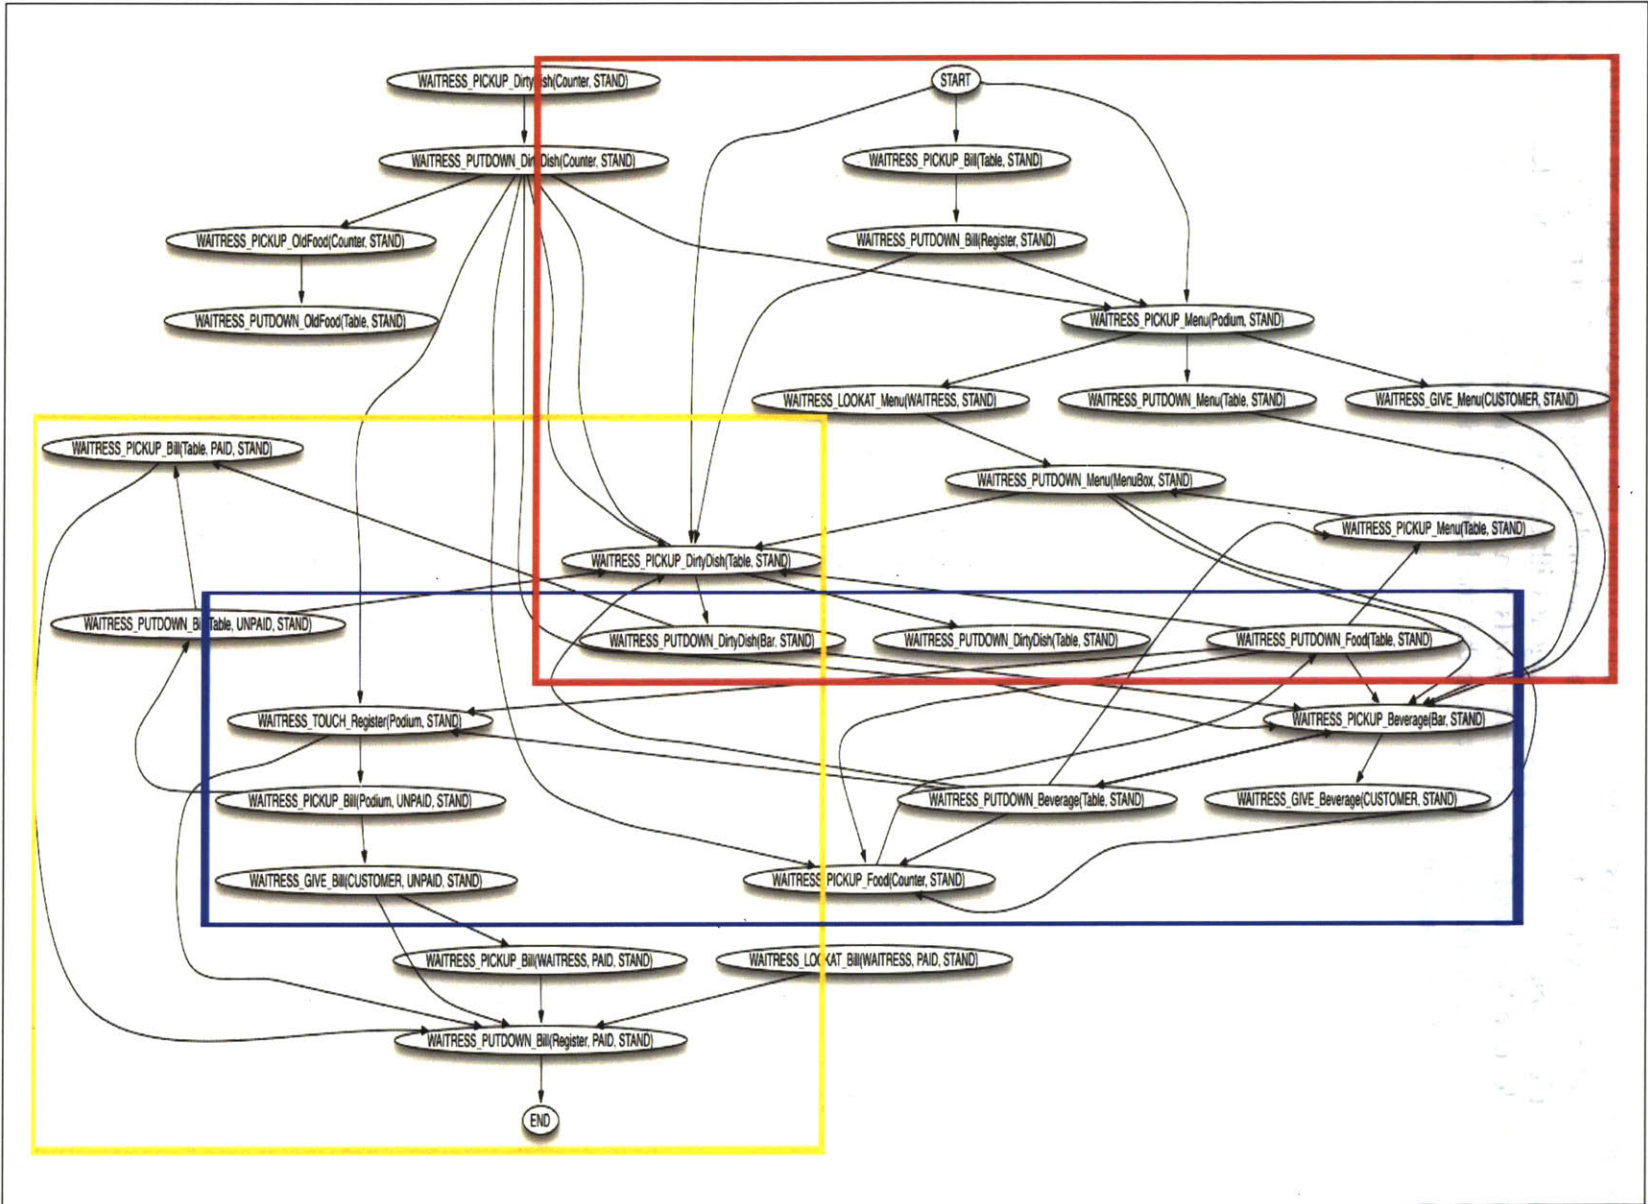 WAITRESS_PICKUP_DirtyDish(Counter, STAND)
START
WAITRESS_PUTDOWN_DirtyDish(Counter, STAND)
WAITRESS_PICKUP_Bill(Table, STAND)
WAITRESS_PICKUP_OldFood(Counter, STAND)
WAITRESS_PUTDOWN_Bill(Register, STAND)
WAITRESS_PUTDOWN_OldFood(Table, STAND)
WAITRESS_PICKUP_Menu(Podium, STAND)
WAITRESS_LOOKAT_Menu(WAITRESS, STAND)
WAITRESS_PUTDOWN_Menu(Table, STAND)
WAITRESS_GIVE_Menu(CUSTOMER, STAND)
WAITRESS_PICKUP_Bill(Table, PAID, STAND)
WAITRESS_PUTDOWN_Menu(MenuBox, STAND)
WAITRESS_PICKUP_Menu(Table, STAND)
WAITRESS_PICKUP_DirtyDish(Table, STAND)
WAITRESS_PUTDOWN_Bill(Table, UNPAID, STAND)
WAITRESS_PUTDOWN_DirtyDish(Bar, STAND)
WAITRESS_PUTDOWN_DirtyDish(Table, STAND)
WAITRESS_PUTDOWN_Food(Table, STAND)
WAITRESS_TOUCH_Register(Podium, STAND)
WAITRESS_PICKUP_Beverage(Bar, STAND)
WAITRESS_PICKUP_Bill(Podium, UNPAID, STAND)
WAITRESS_PUTDOWN_Beverage(Table, STAND)
WAITRESS_GIVE_Beverage(CUSTOMER, STAND)
WAITRESS_GIVE_Bill(CUSTOMER, UNPAID, STAND)
WAITRESS_PICKUP_Food(Counter, STAND)
WAITRESS_PICKUP_Bill(WAITRESS, PAID, STAND)
WAITRESS_LOOKAT_Bill(WAITRESS, PAID, STAND)
WAITRESS_PUTDOWN_Bill(Register, PAID, STAND)
END